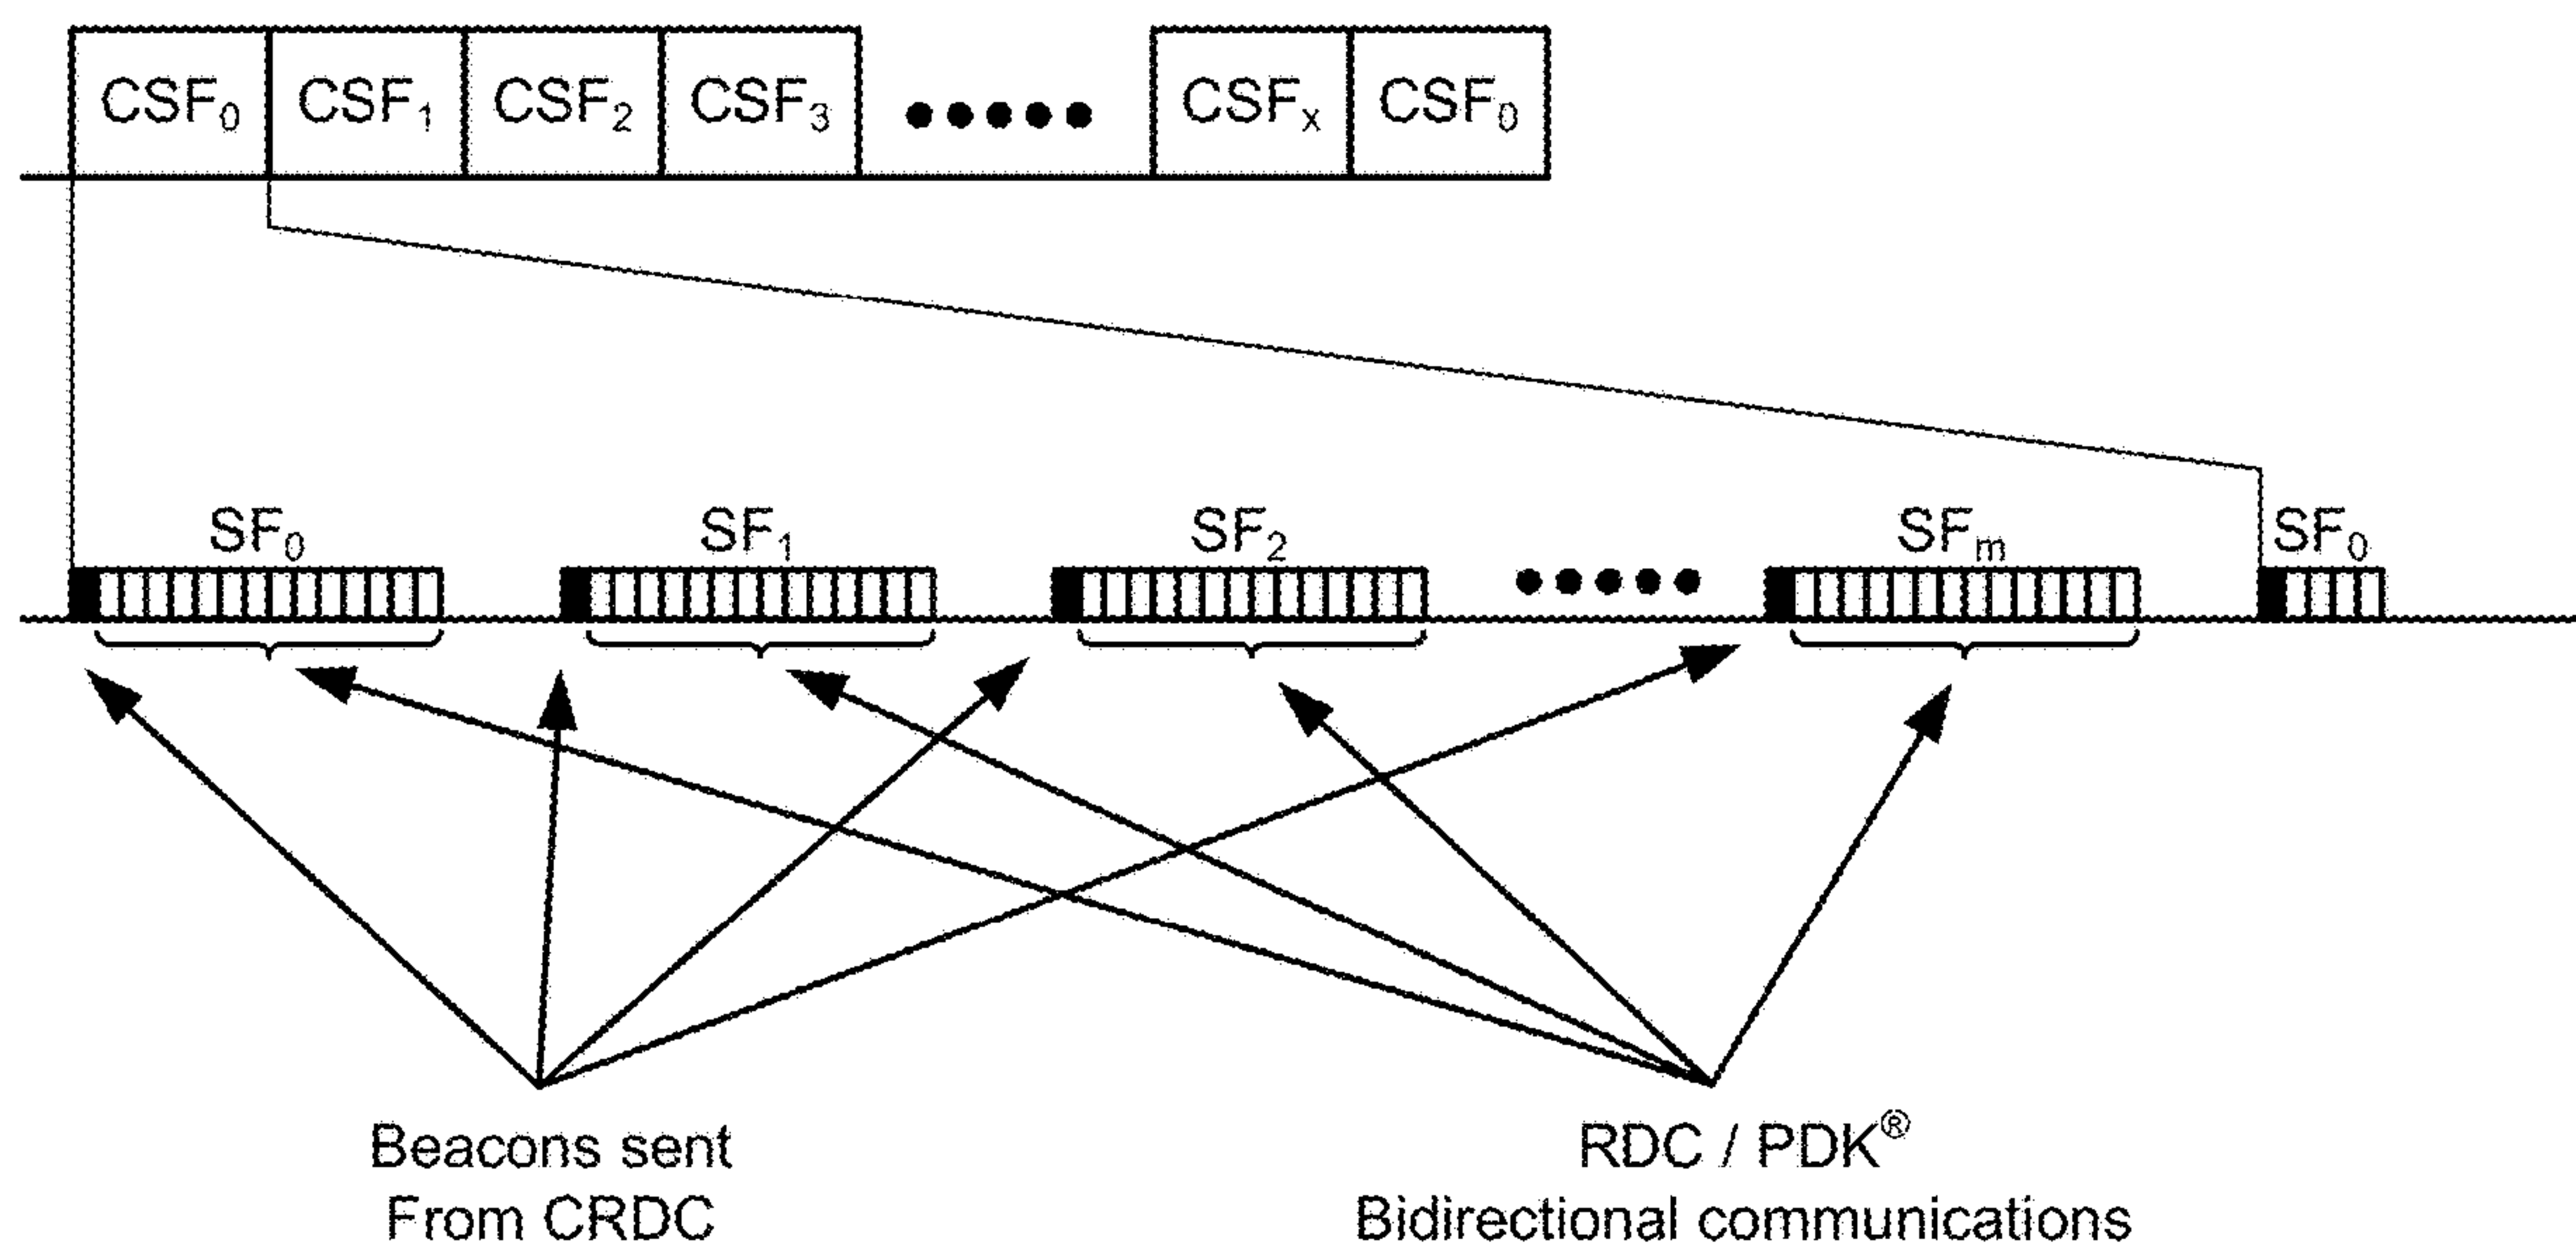 CSF₀ CSF₁ CSF₂ CSF₃ ••••• CSFₓ CSF₀
SF₀ SF₁ SF₂ ••••• SFₘ SF₀
Beacons sent
From CRDC
RDC / PDK®
Bidirectional communications